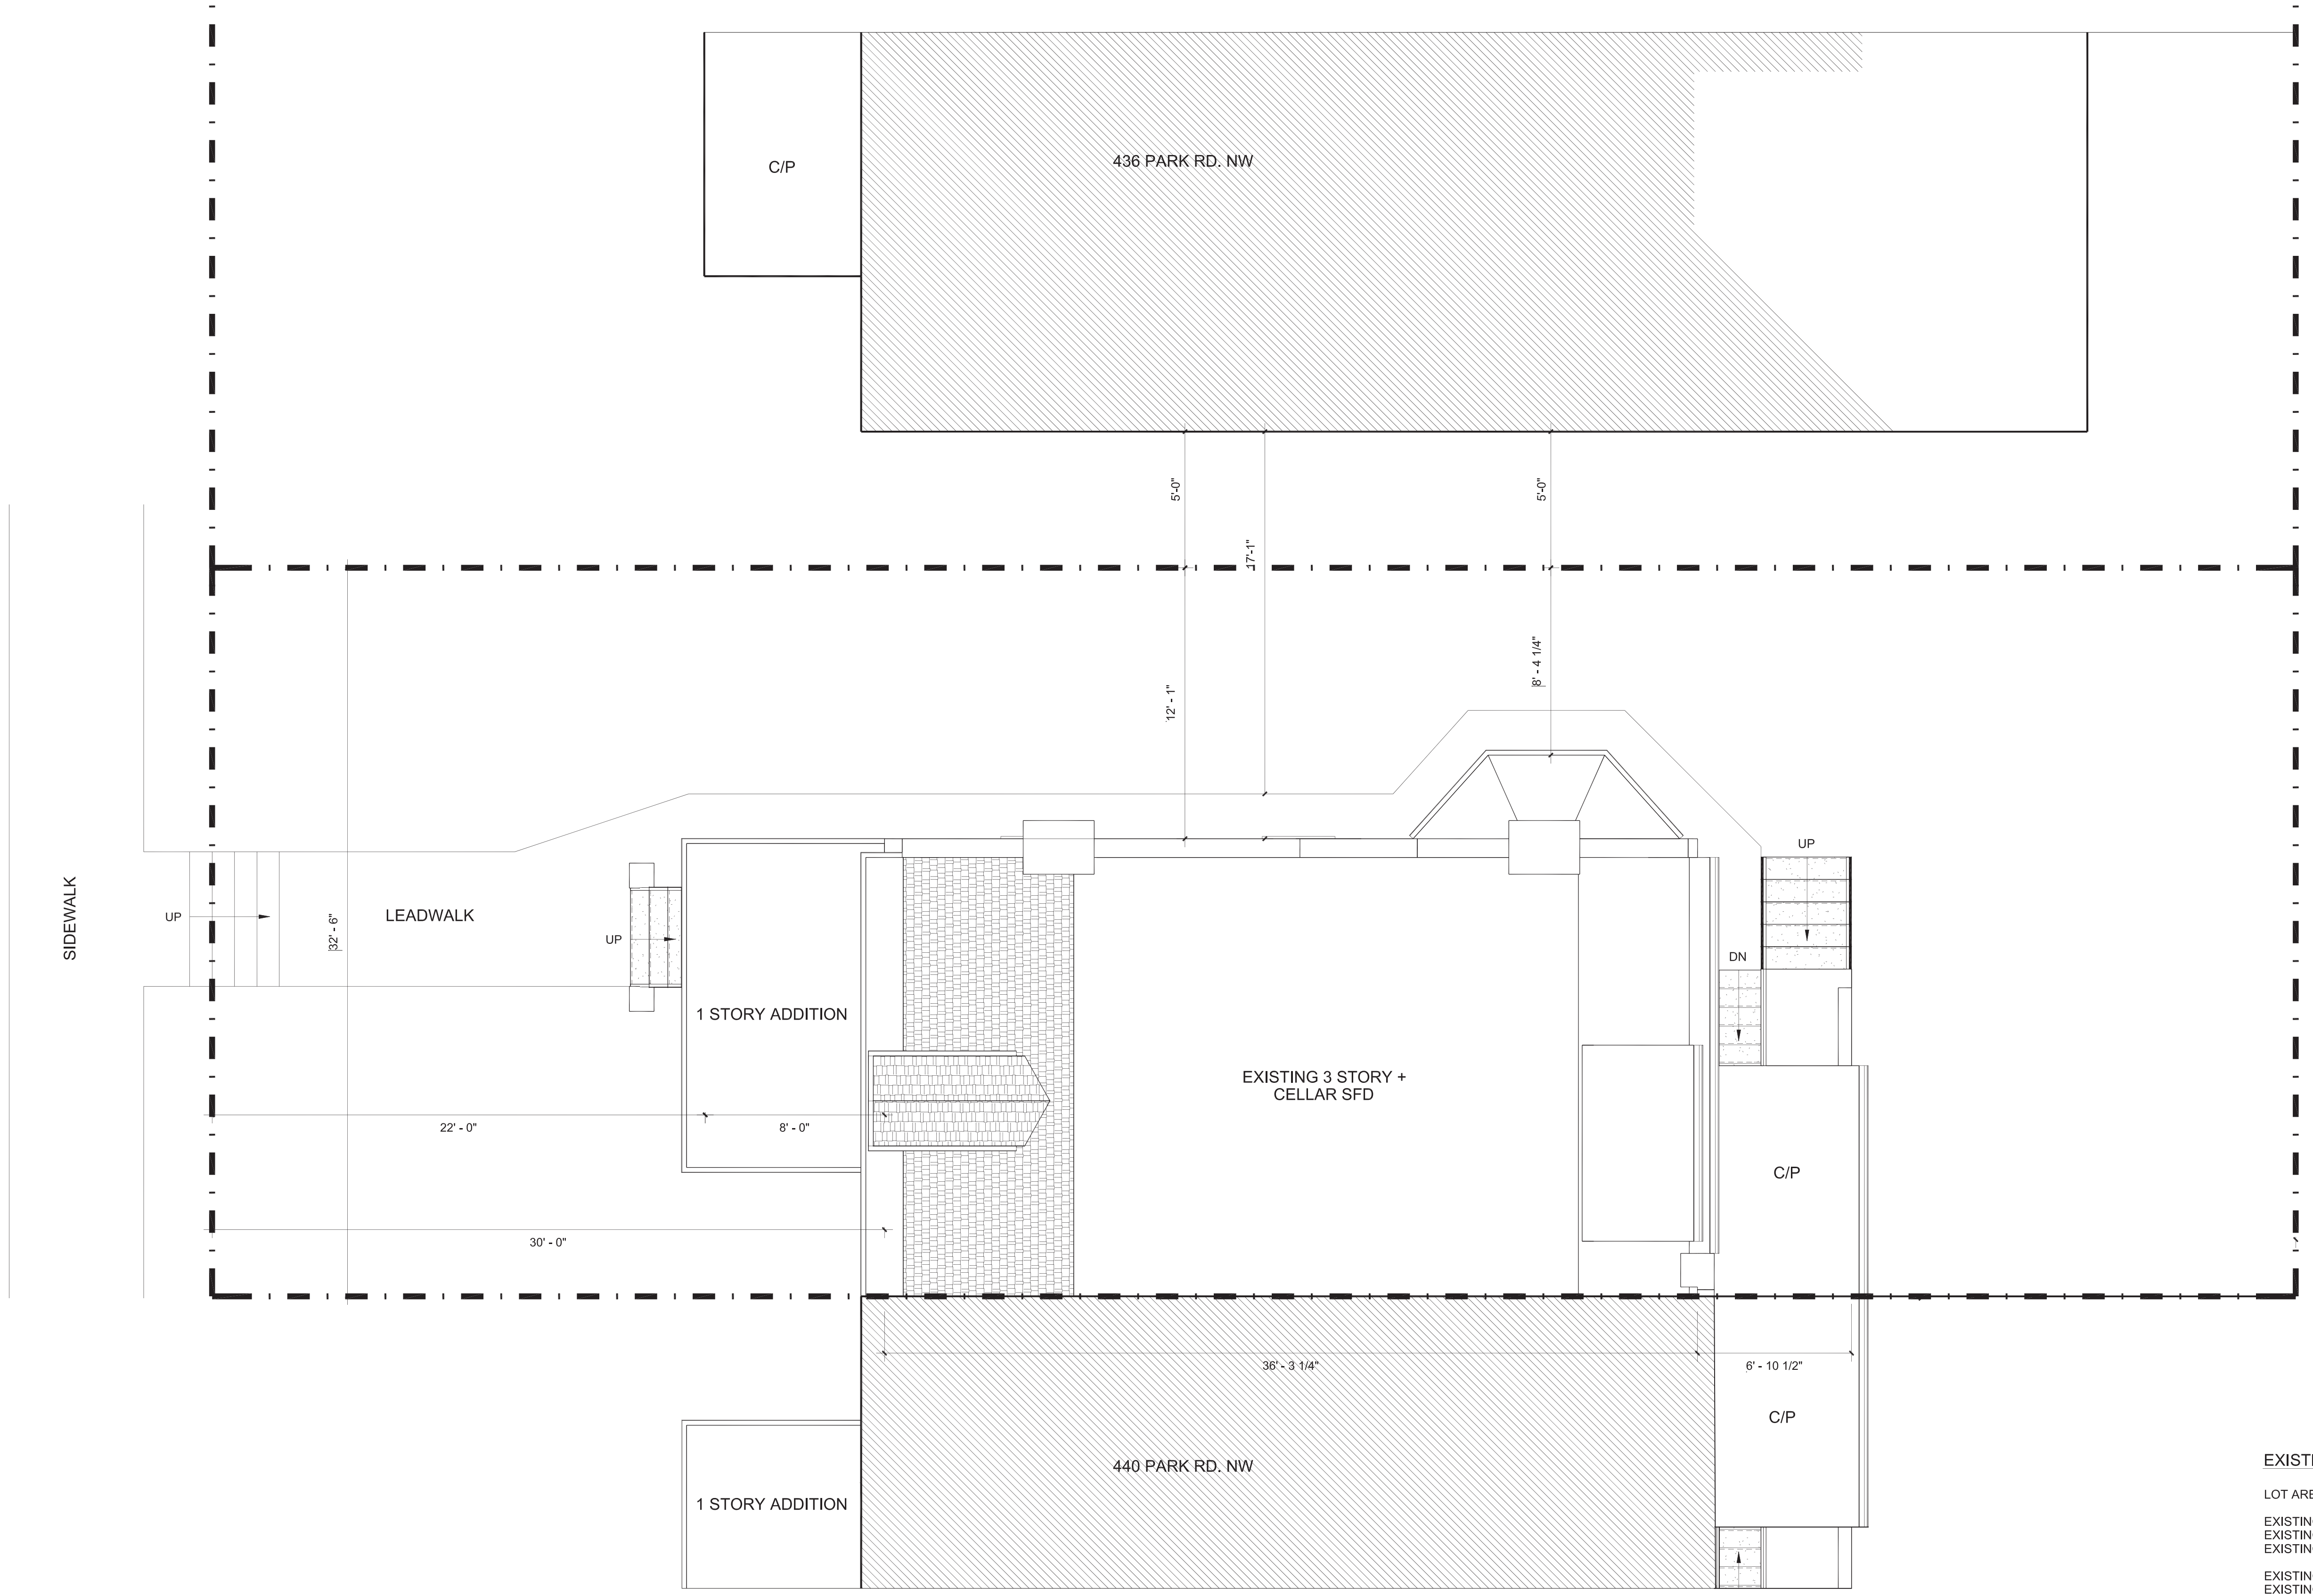 C/P
436 PARK RD. NW
5'-0"
5'-0"
17'-1"
8' - 4 1/4"
12' - 1"
UP
SIDEWALK
UP
32' - 6"
LEADWALK
UP
DN
1 STORY ADDITION
EXISTING 3 STORY +
CELLAR SFD
22' - 0"
8' - 0"
C/P
30' - 0"
36' - 3 1/4"
6' - 10 1/2"
C/P
440 PARK RD. NW
1 STORY ADDITION
LOT